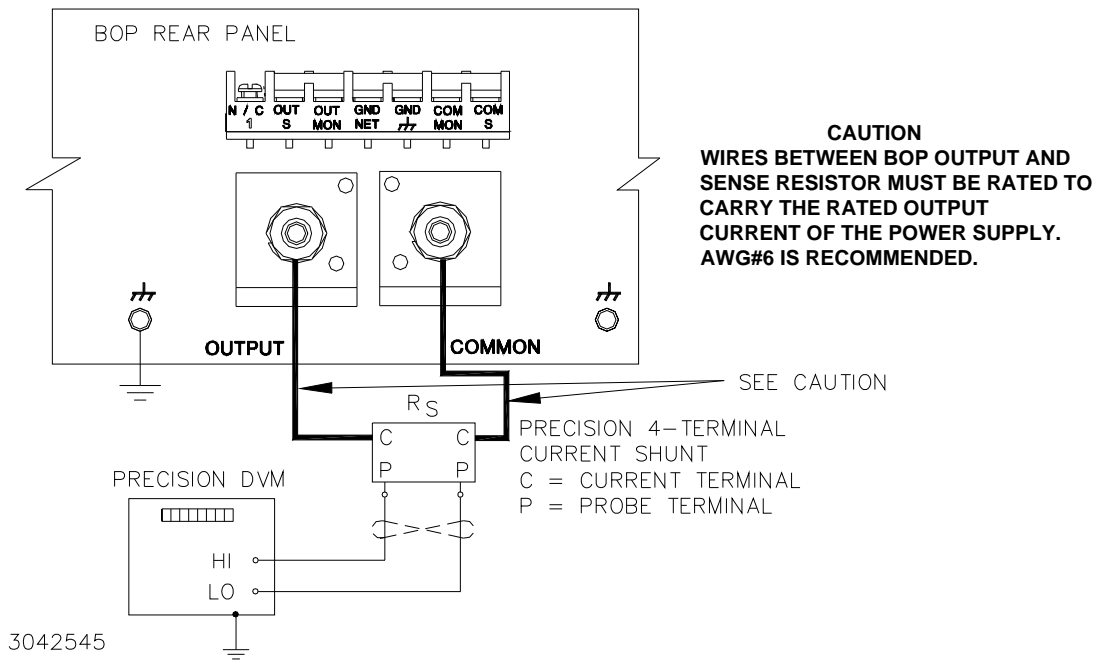 BOP REAR PANEL
N / C 1
OUT S
OUT MON
GND NET
GND
COM MON
COM S
CAUTION
WIRES BETWEEN BOP OUTPUT AND
SENSE RESISTOR MUST BE RATED TO
CARRY THE RATED OUTPUT
CURRENT OF THE POWER SUPPLY.
AWG#6 IS RECOMMENDED.
OUTPUT
COMMON
SEE CAUTION
RS
C
C
P
P
PRECISION 4-TERMINAL
CURRENT SHUNT
C = CURRENT TERMINAL
P = PROBE TERMINAL
PRECISION DVM
HI
LO
3042545